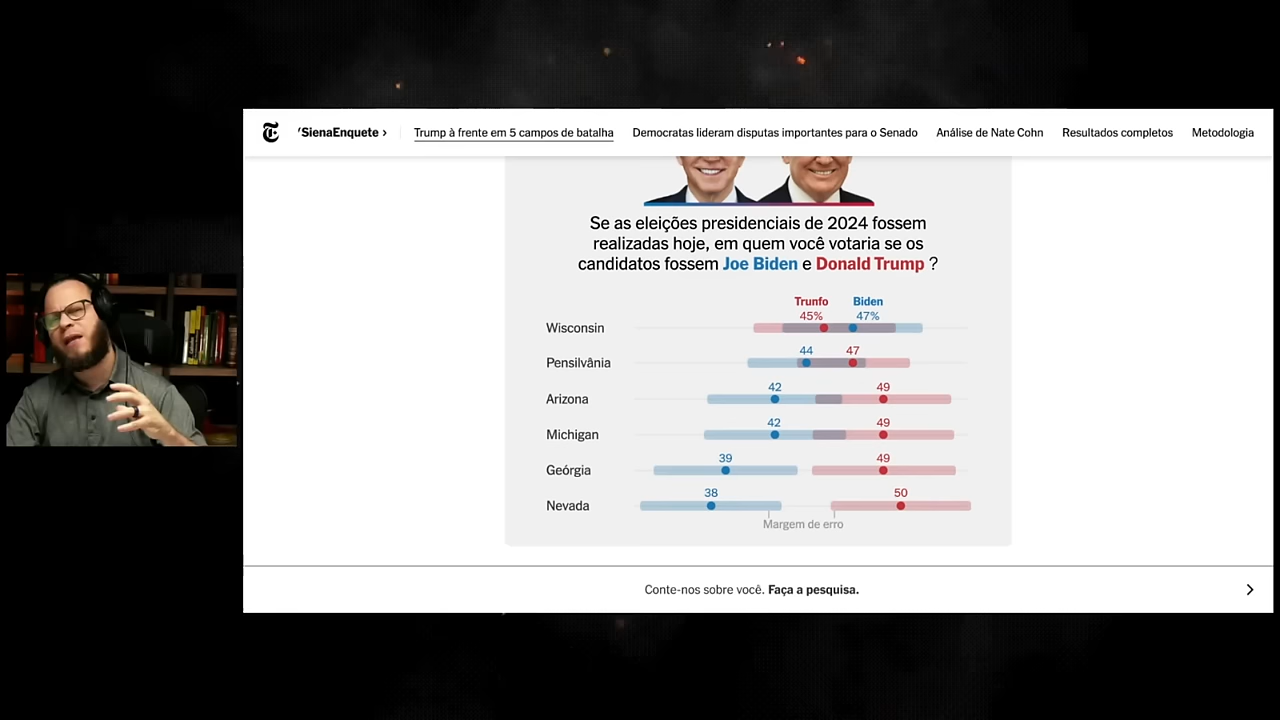 'SienaEnquete ›
Trump à frente em 5 campos de batalha
Democratas lideram disputas importantes para o Senado
Análise de Nate Cohn
Resultados completos
Metodologia
Se as eleições presidenciais de 2024 fossem
realizadas hoje, em quem você votaria se os
candidatos fossem Joe Biden e Donald Trump ?
Trunfo Biden
45% 47%
Wisconsin
44 47
Pensilvânia
42 49
Arizona
42 49
Michigan
39 49
Geórgia
38 50
Nevada
Margem de erro
Conte-nos sobre você. Faça a pesquisa.